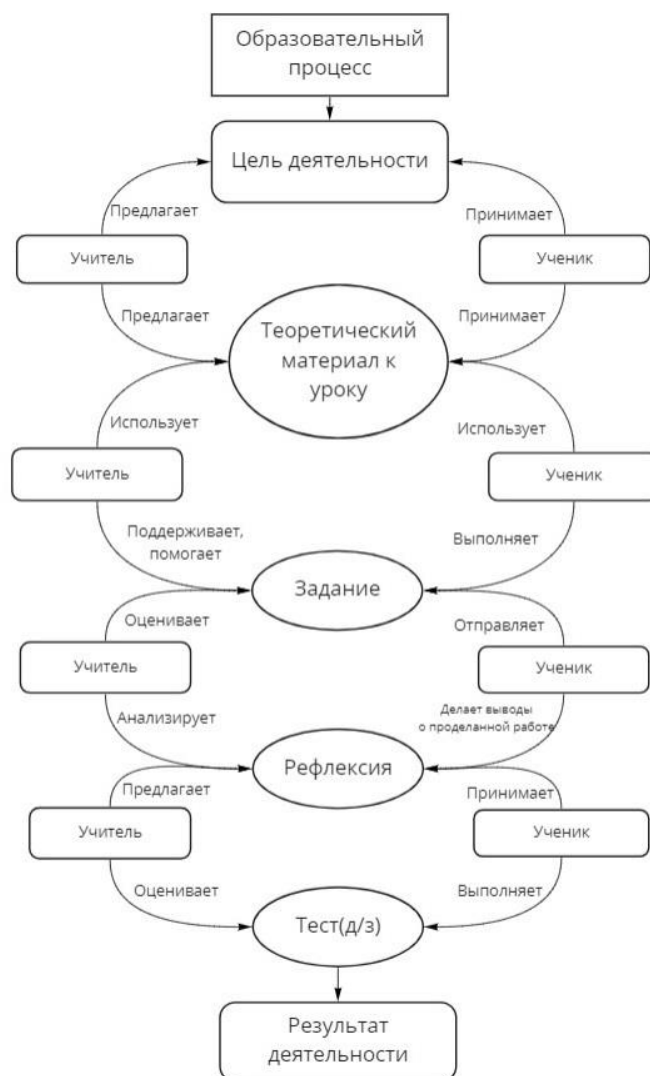 Образовательный
процесс
Цель деятельности
Предлагает
Принимает
Учитель
Ученик
Предлагает
Принимает
Теоретический
материал к
уроку
Использует
Использует
Учитель
Ученик
Поддерживает,
помогает
Выполняет
Задание
Оценивает
Отправляет
Учитель
Ученик
Анализирует
Делает выводы
о проделанной работе
Рефлексия
Предлагает
Принимает
Учитель
Ученик
Оценивает
Выполняет
Тест(д/з)
Результат
деятельности